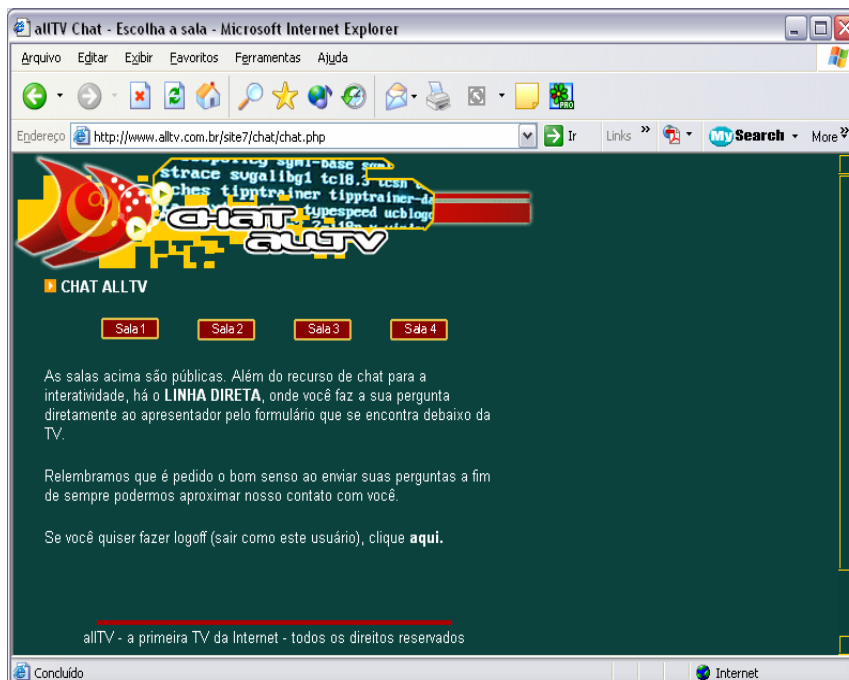 allTV Chat - Escolha a sala - Microsoft Internet Explorer
Arquivo Editar Exibir Favoritos Ferramentas Ajuda
PRO
Endereço http://www.alltv.com.br/site7/chat/chat.php Ir Links » My Search More »
syml-base
strace svgalibg1 tcl8.3 tcsh
ches tipptrainer tipptrainer-da
typespeed ucblogo
CHAT
ALLTV
CHAT ALLTV
Sala 1 Sala 2 Sala 3 Sala 4
As salas acima são públicas. Além do recurso de chat para a
interatividade, há o LINHA DIRETA, onde você faz a sua pergunta
diretamente ao apresentador pelo formulário que se encontra debaixo da
TV.
Relembramos que é pedido o bom senso ao enviar suas perguntas a fim
de sempre podermos aproximar nosso contato com você.
Se você quiser fazer logoff (sair como este usuário), clique aqui.
allTV - a primeira TV da Internet - todos os direitos reservados
Concluído Internet